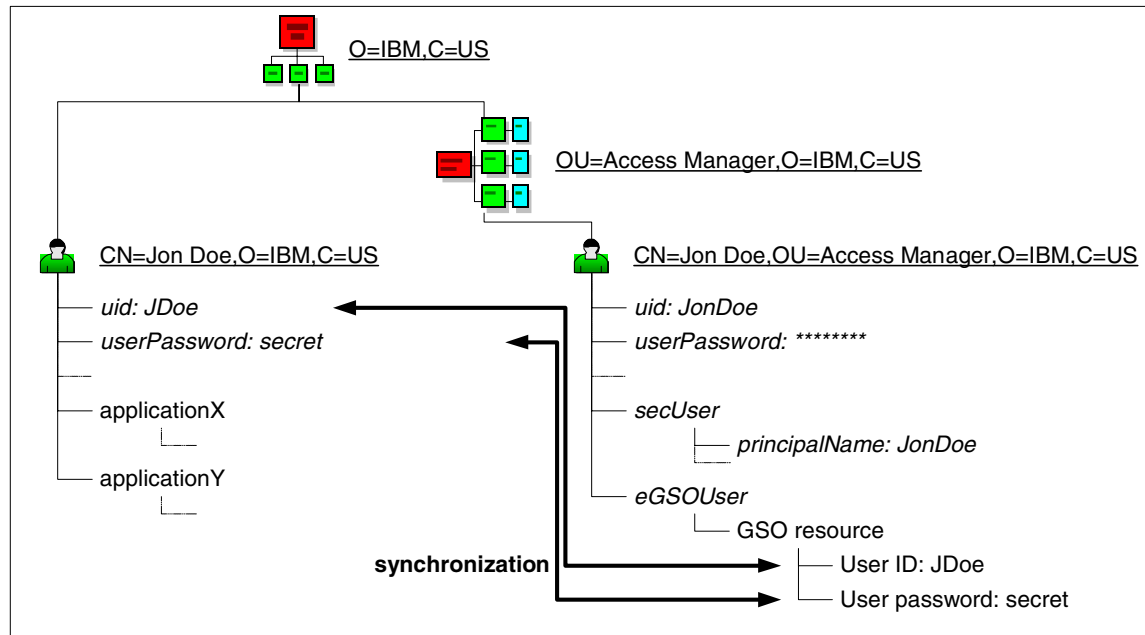 O=IBM,C=US
OU=Access Manager,O=IBM,C=US
CN=Jon Doe,O=IBM,C=US
uid: JDoe
userPassword: secret
applicationX
applicationY
CN=Jon Doe,OU=Access Manager,O=IBM,C=US
uid: JonDoe
userPassword: ********
secUser
principalName: JonDoe
eGSOUser
GSO resource
User ID: JDoe
User password: secret
synchronization